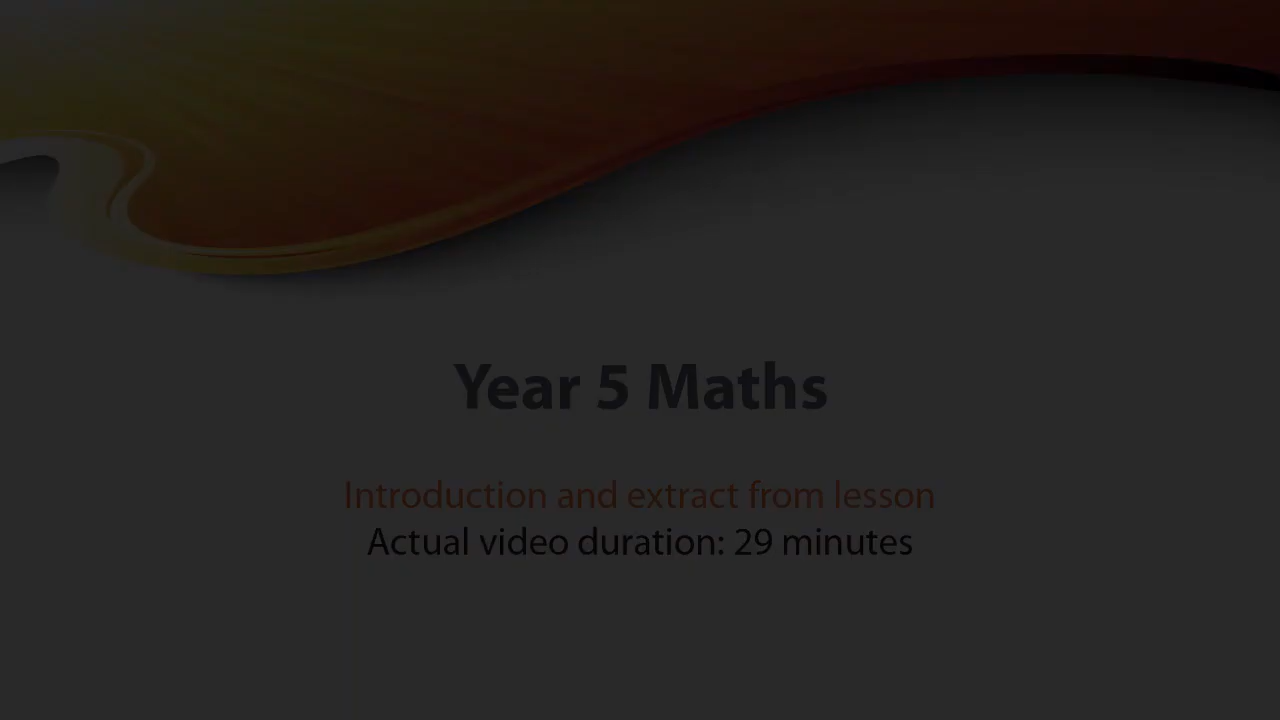 Year 5 Maths
Introduction and extract from lesson
Actual video duration: 29 minutes